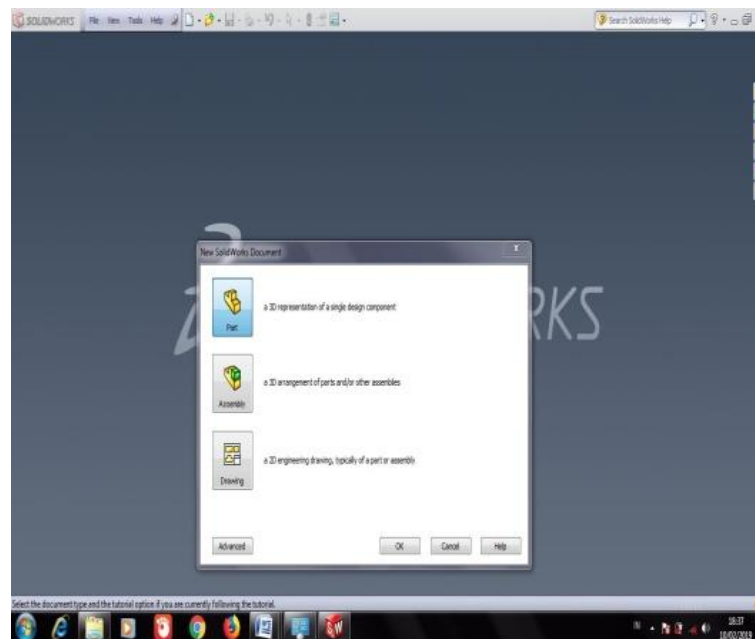 SOLIDWORKS File View Tools Help Search SolidWorks Help
New SolidWorks Document
Part
a 3D representation of a single design component
Assembly
a 3D arrangement of parts and/or other assemblies
Drawing
a 2D engineering drawing, typically of a part or assembly
Advanced OK Cancel Help
RKS
Select the document type and the tutorial option if you are currently following the tutorial.
IN 18:37